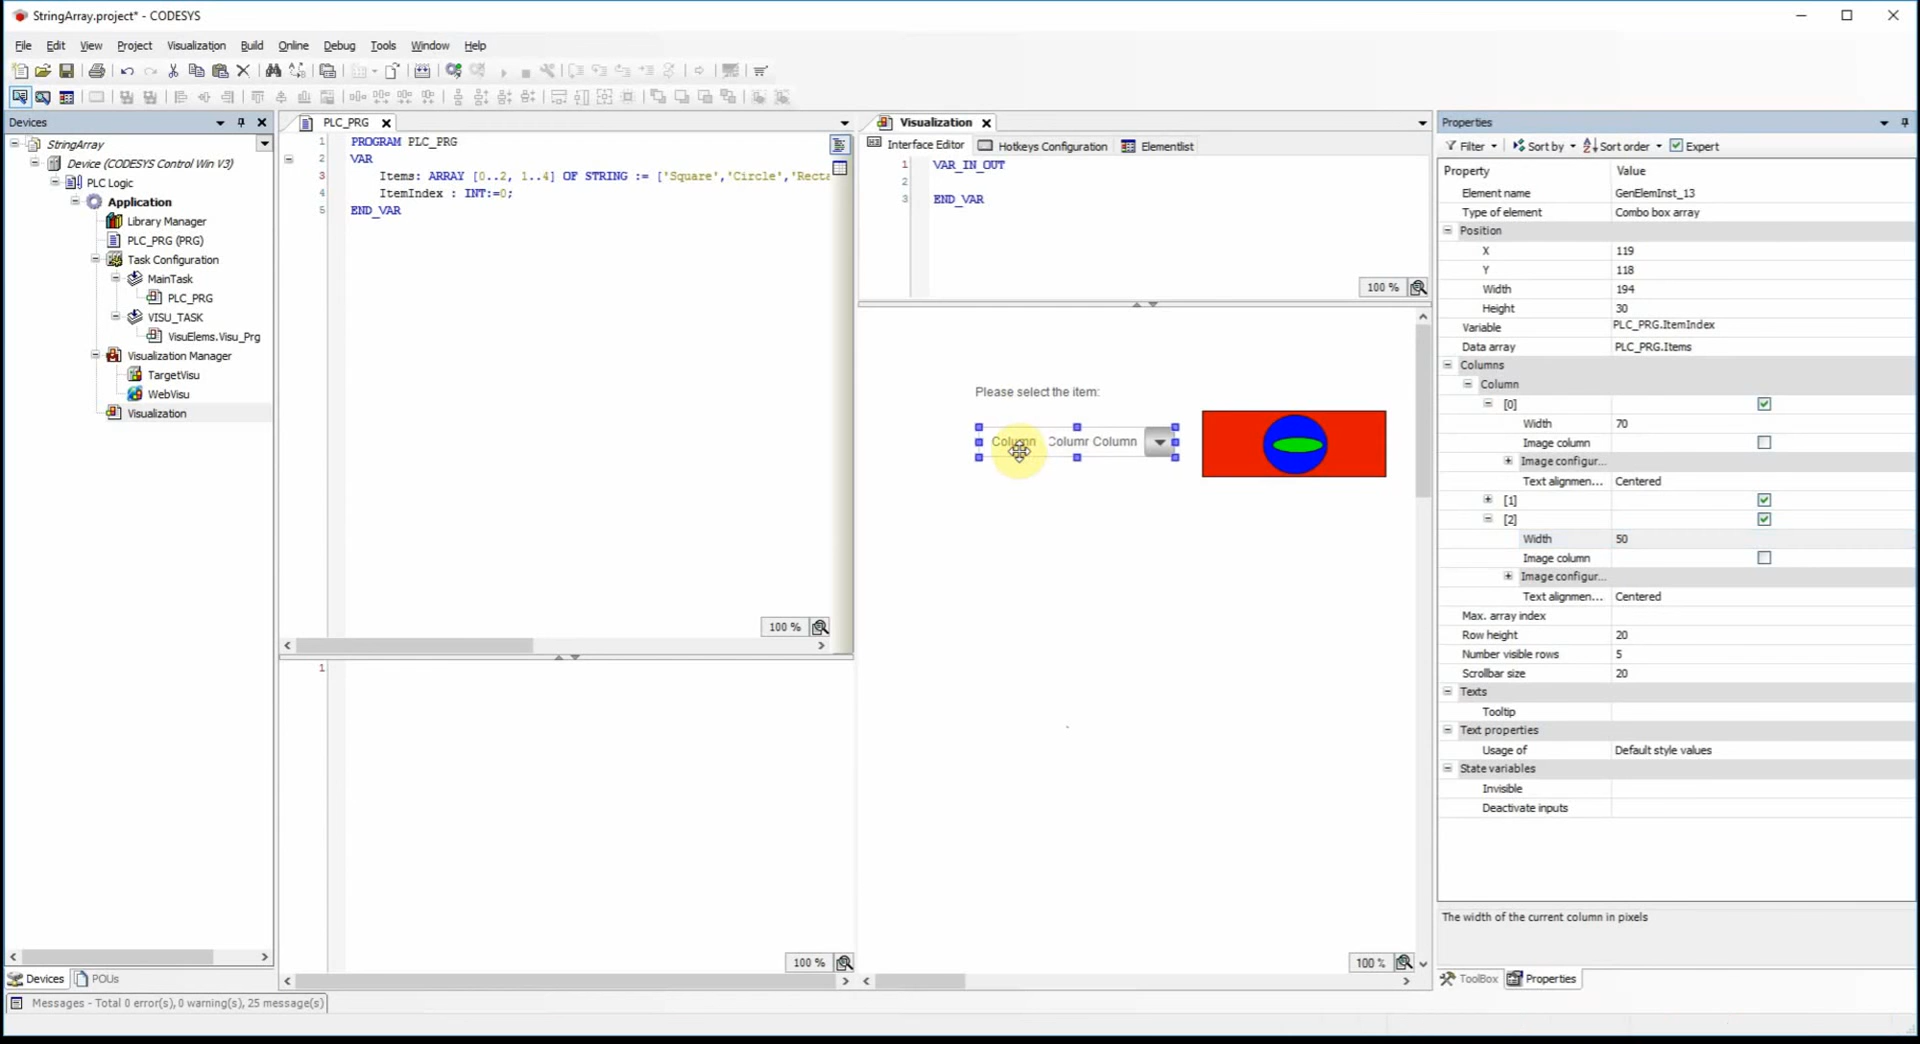 StringArray.project* - CODESYS
File Edit View Project Visualization Build Online Debug Tools Window Help
Devices
StringArray
Device (CODESYS Control Win V3)
PLC Logic
Application
Library Manager
PLC_PRG (PRG)
Task Configuration
MainTask
PLC_PRG
VISU_TASK
VisuElems.Visu_Prg
Visualization Manager
TargetVisu
WebVisu
Visualization
Devices POUs
Messages - Total 0 error(s), 0 warning(s), 25 message(s)
PLC_PRG
1 PROGRAM PLC_PRG
2 VAR
3 Items: ARRAY [0..2, 1..4] OF STRING := ['Square','Circle','Recta
4 ItemIndex : INT:=0;
5 END_VAR
100 %
1
100 %
Visualization
Interface Editor Hotkeys Configuration Elementlist
1 VAR_IN_OUT
2
3 END_VAR
100 %
Please select the item:
Column Column Column
100 %
Properties
Filter Sort by Sort order Expert
Property Value
Element name GenElemInst_13
Type of element Combo box array
Position
X 119
Y 118
Width 194
Height 30
Variable PLC_PRG.ItemIndex
Data array PLC_PRG.Items
Columns
Column
[0]
Width 70
Image column
Image configur...
Text alignmen... Centered
[1]
[2]
Width 50
Image column
Image configur...
Text alignmen... Centered
Max. array index
Row height 20
Number visible rows 5
Scrollbar size 20
Texts
Tooltip
Text properties
Usage of Default style values
State variables
Invisible
Deactivate inputs
The width of the current column in pixels
ToolBox Properties